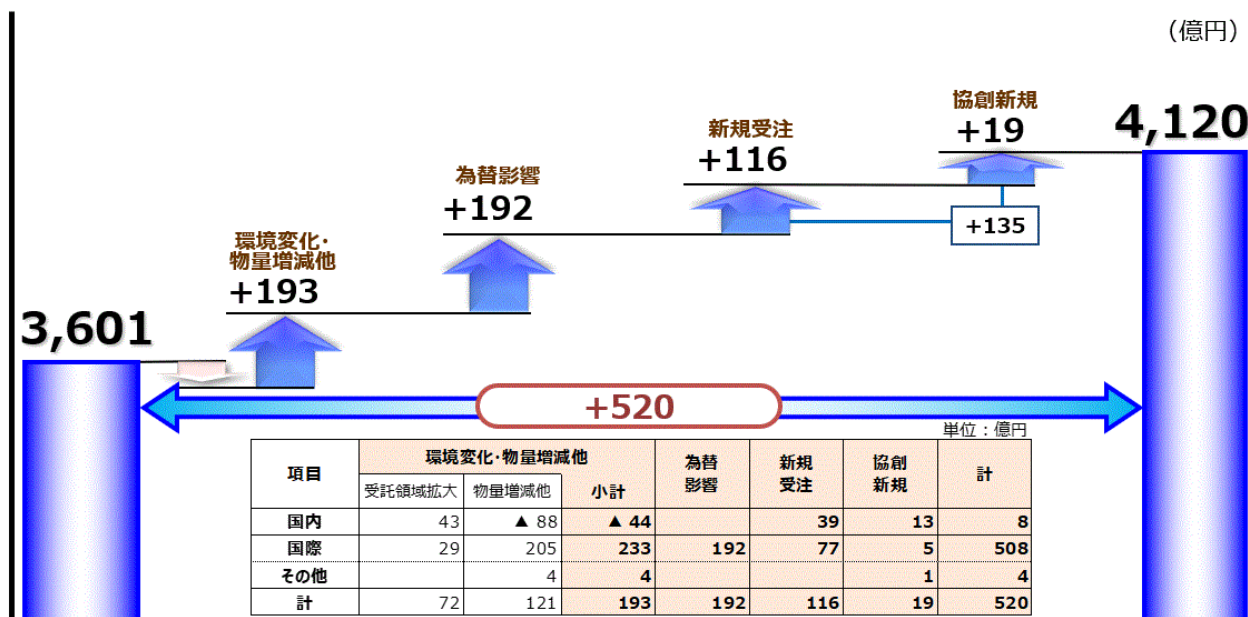 (億円)
協創新規
+19
4,120
新規受注
+116
為替影響
+192
+135
環境変化・
物量増減他
+193
3,601
+520
単位:億円
項目 環境変化・物量増減他 為替 新規 協創 計
影響 受注 新規
受託領域拡大 物量増減他 小計
国内 43 ▲ 88 ▲ 44 39 13 8
国際 29 205 233 192 77 5 508
その他 4 4 1 4
計 72 121 193 192 116 19 520